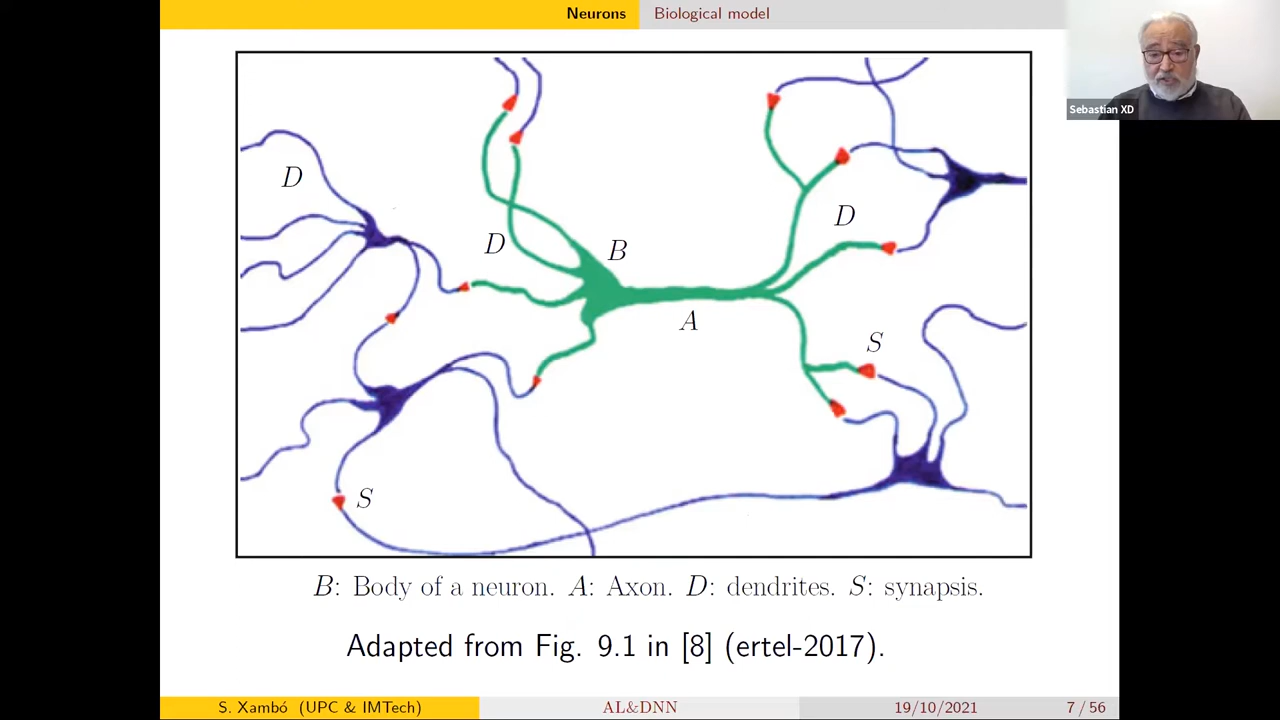 Neurons Biological model
Sebastian XD
D
D
B
D
A
S
S
B: Body of a neuron. A: Axon. D: dendrites. S: synapsis.
Adapted from Fig. 9.1 in [8] (ertel-2017).
S. Xambó (UPC & IMTech) AL&DNN 19/10/2021 7 / 56